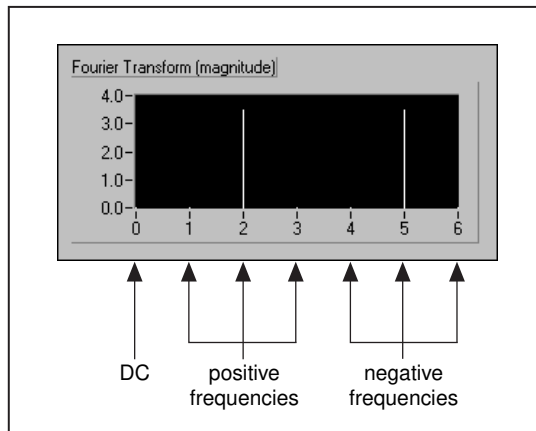 Fourier Transform (magnitude)
4.0
3.0
2.0
1.0
0.0
0 1 2 3 4 5 6
DC
positive
frequencies
negative
frequencies